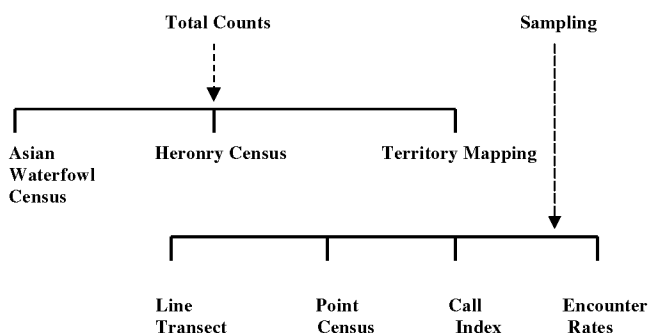 Total Counts
Sampling
Asian
Waterfowl
Census
Heronry Census
Territory Mapping
Line
Transect
Point
Census
Call
Index
Encounter
Rates